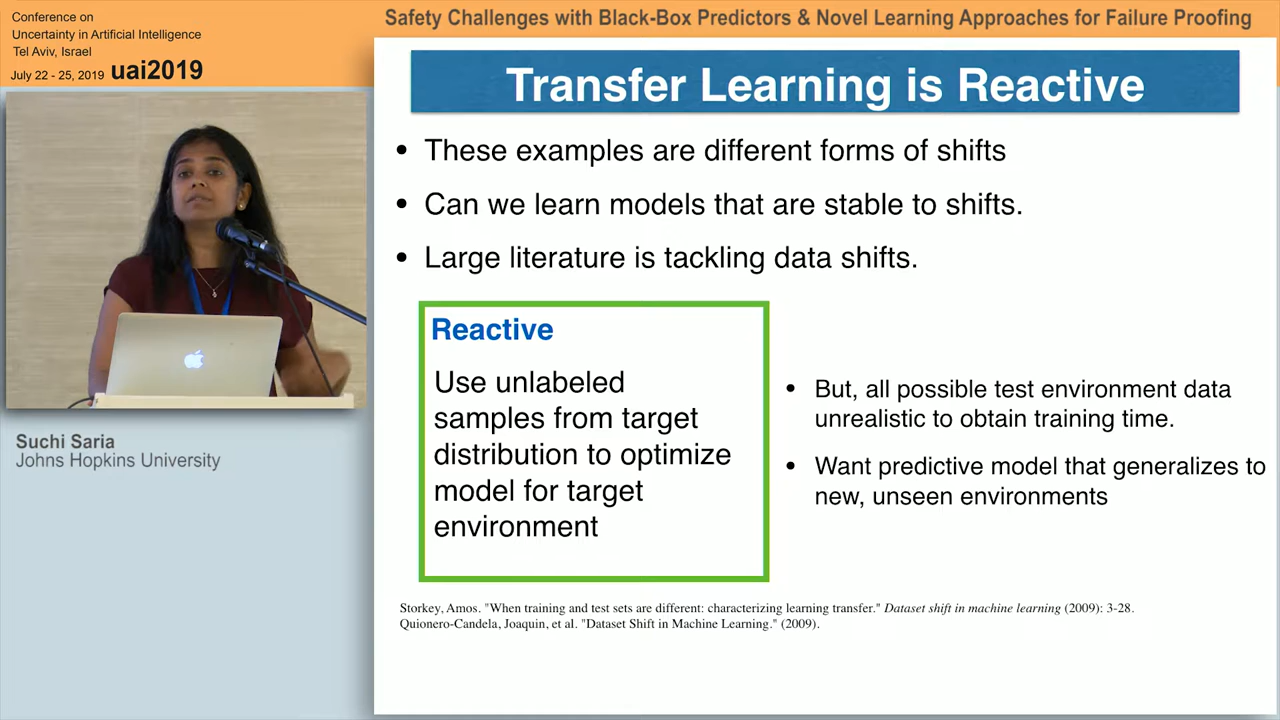 Conference on
Uncertainty in Artificial Intelligence
Tel Aviv, Israel
July 22 - 25, 2019 uai2019
Safety Challenges with Black-Box Predictors & Novel Learning Approaches for Failure Proofing
Transfer Learning is Reactive
• These examples are different forms of shifts
• Can we learn models that are stable to shifts.
• Large literature is tackling data shifts.
Reactive
Use unlabeled
samples from target
distribution to optimize
model for target
environment
• But, all possible test environment data
unrealistic to obtain training time.
• Want predictive model that generalizes to
new, unseen environments
Storkey, Amos. "When training and test sets are different: characterizing learning transfer." Dataset shift in machine learning (2009): 3-28.
Quionero-Candela, Joaquin, et al. "Dataset Shift in Machine Learning." (2009).
Suchi Saria
Johns Hopkins University